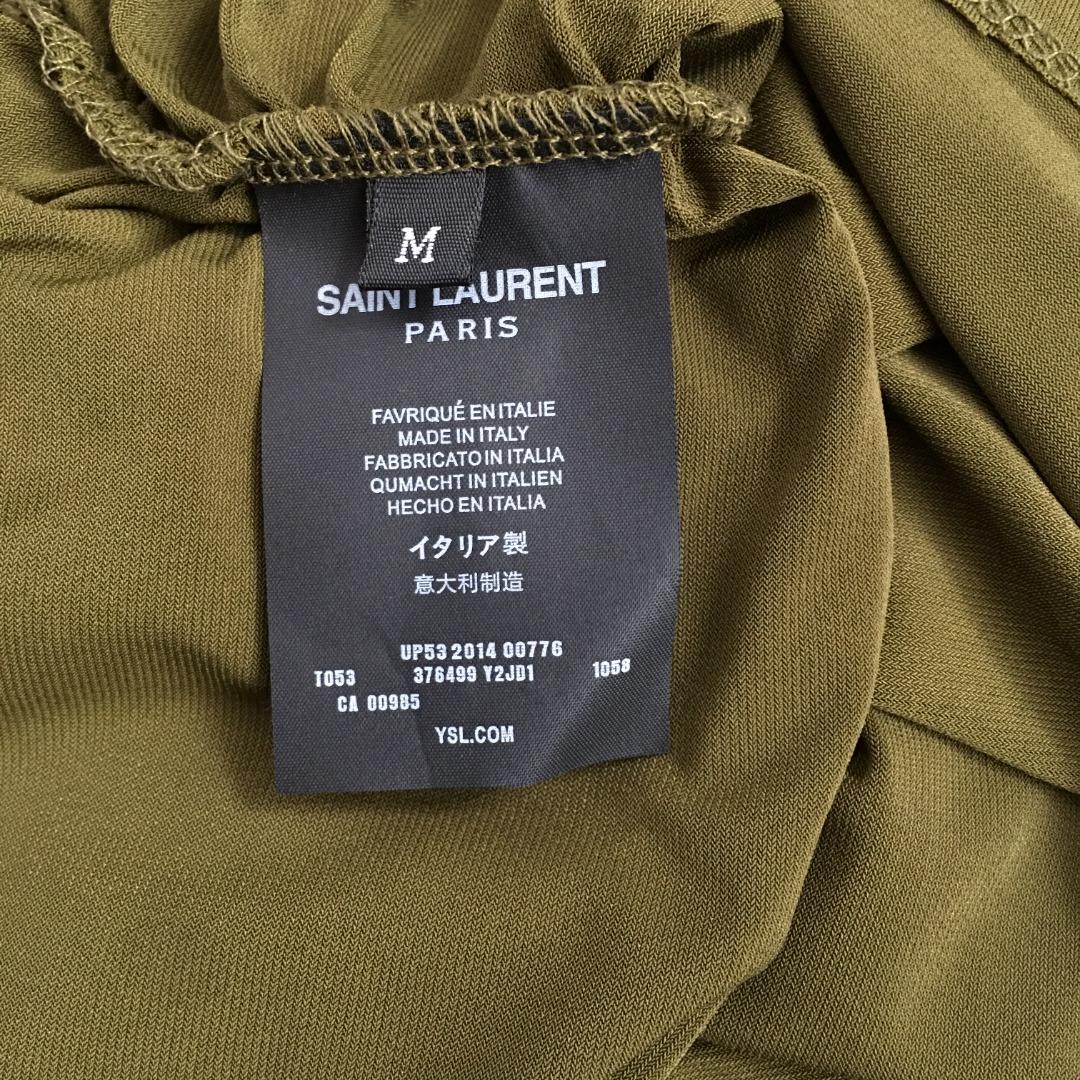 M
SAINT LAURENT
PARIS
FAVRIQUÉ EN ITALIE
MADE IN ITALY
FABBRICATO IN ITALIA
QUMACHT IN ITALIEN
HECHO EN ITALIA
イタリア製
意大利制造
UP53 2014 00776
T053 376499 Y2JD1 1058
CA 00985
YSL.COM